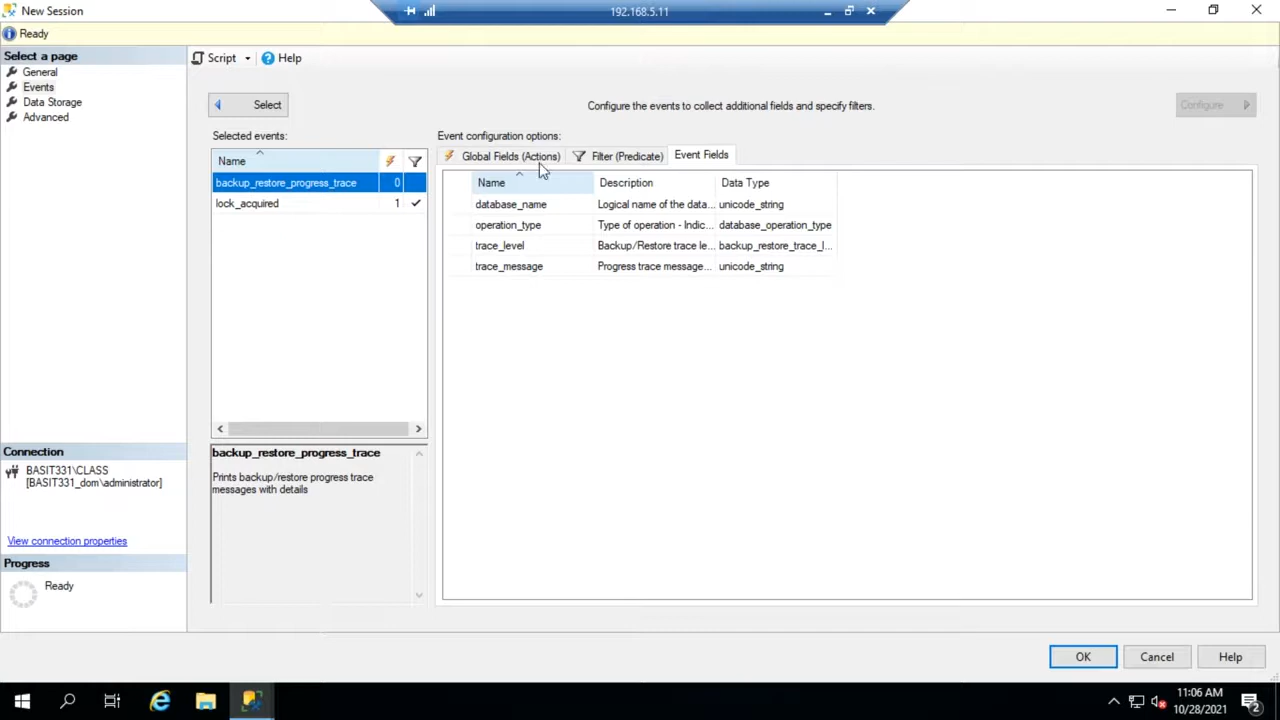 New Session
192.168.5.11
Ready
Select a page
General
Events
Data Storage
Advanced
Script
Help
Select
Configure the events to collect additional fields and specify filters.
Configure
Selected events:
Name
backup_restore_progress_trace 0
lock_acquired 1
backup_restore_progress_trace
Prints backup/restore progress trace
messages with details
Event configuration options:
Global Fields (Actions)
Filter (Predicate)
Event Fields
Name Description Data Type
database_name Logical name of the data... unicode_string
operation_type Type of operation - Indic... database_operation_type
trace_level Backup/Restore trace le... backup_restore_trace_l...
trace_message Progress trace message... unicode_string
Connection
BASIT331\CLASS
[BASIT331_dom\administrator]
View connection properties
Progress
Ready
OK
Cancel
Help
11:06 AM
10/28/2021
2